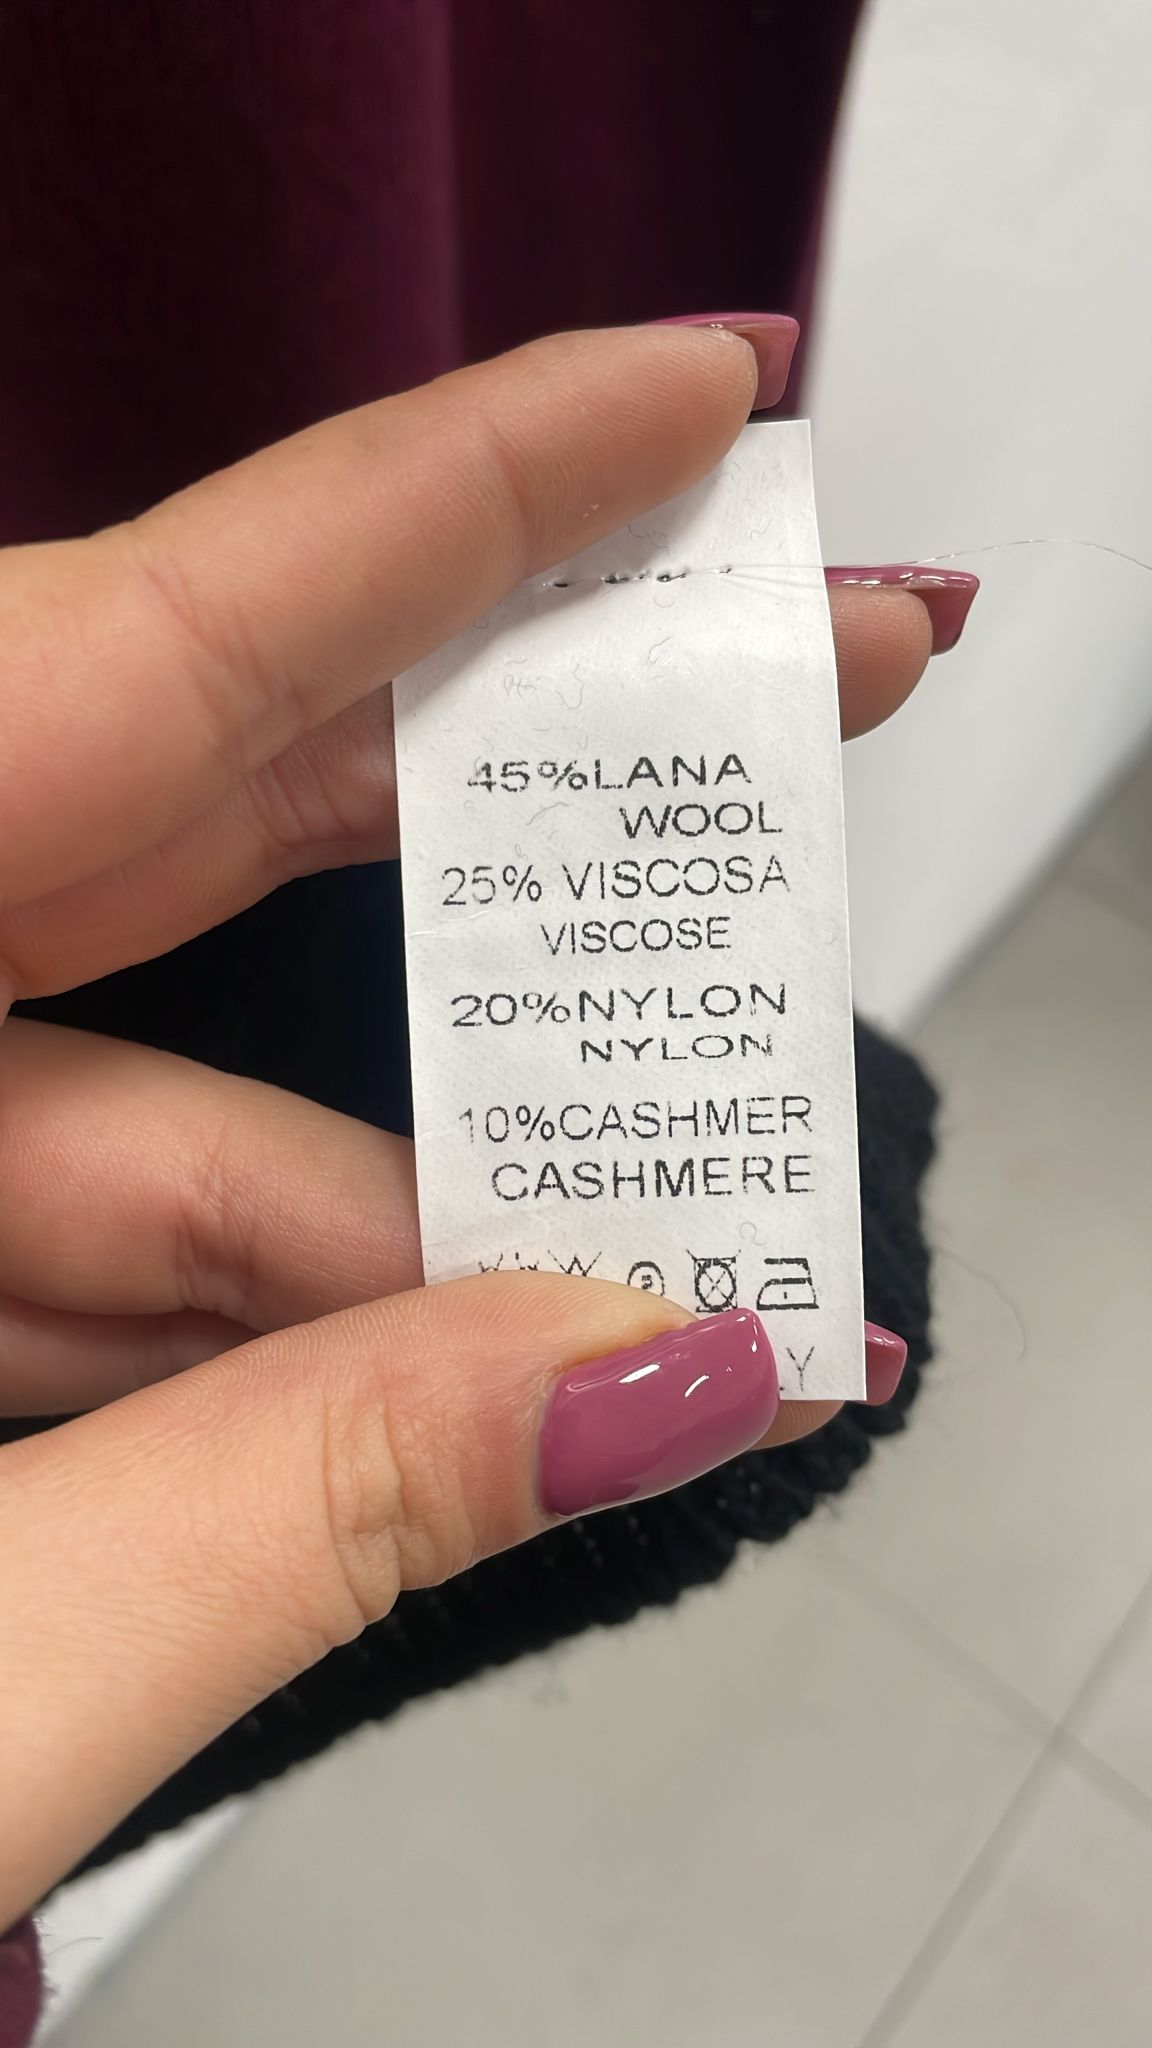 45%LANA
WOOL
25% VISCOSA
VISCOSE
20%NYLON
NYLON
10%CASHMER
CASHMERE
P